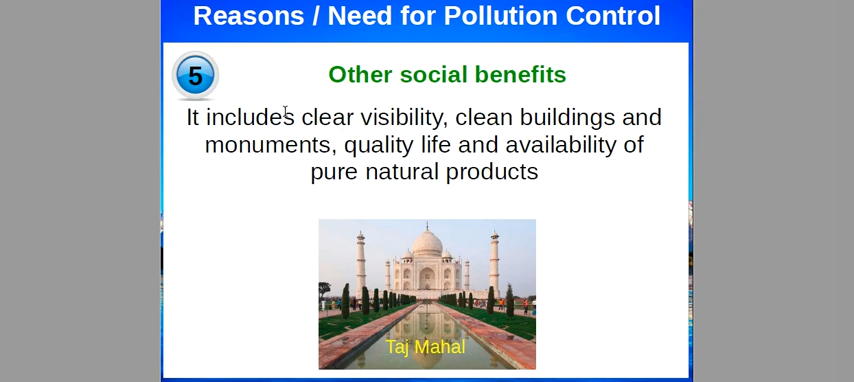 Reasons / Need for Pollution Control
5
Other social benefits
It includes clear visibility, clean buildings and
monuments, quality life and availability of
pure natural products
Taj Mahal